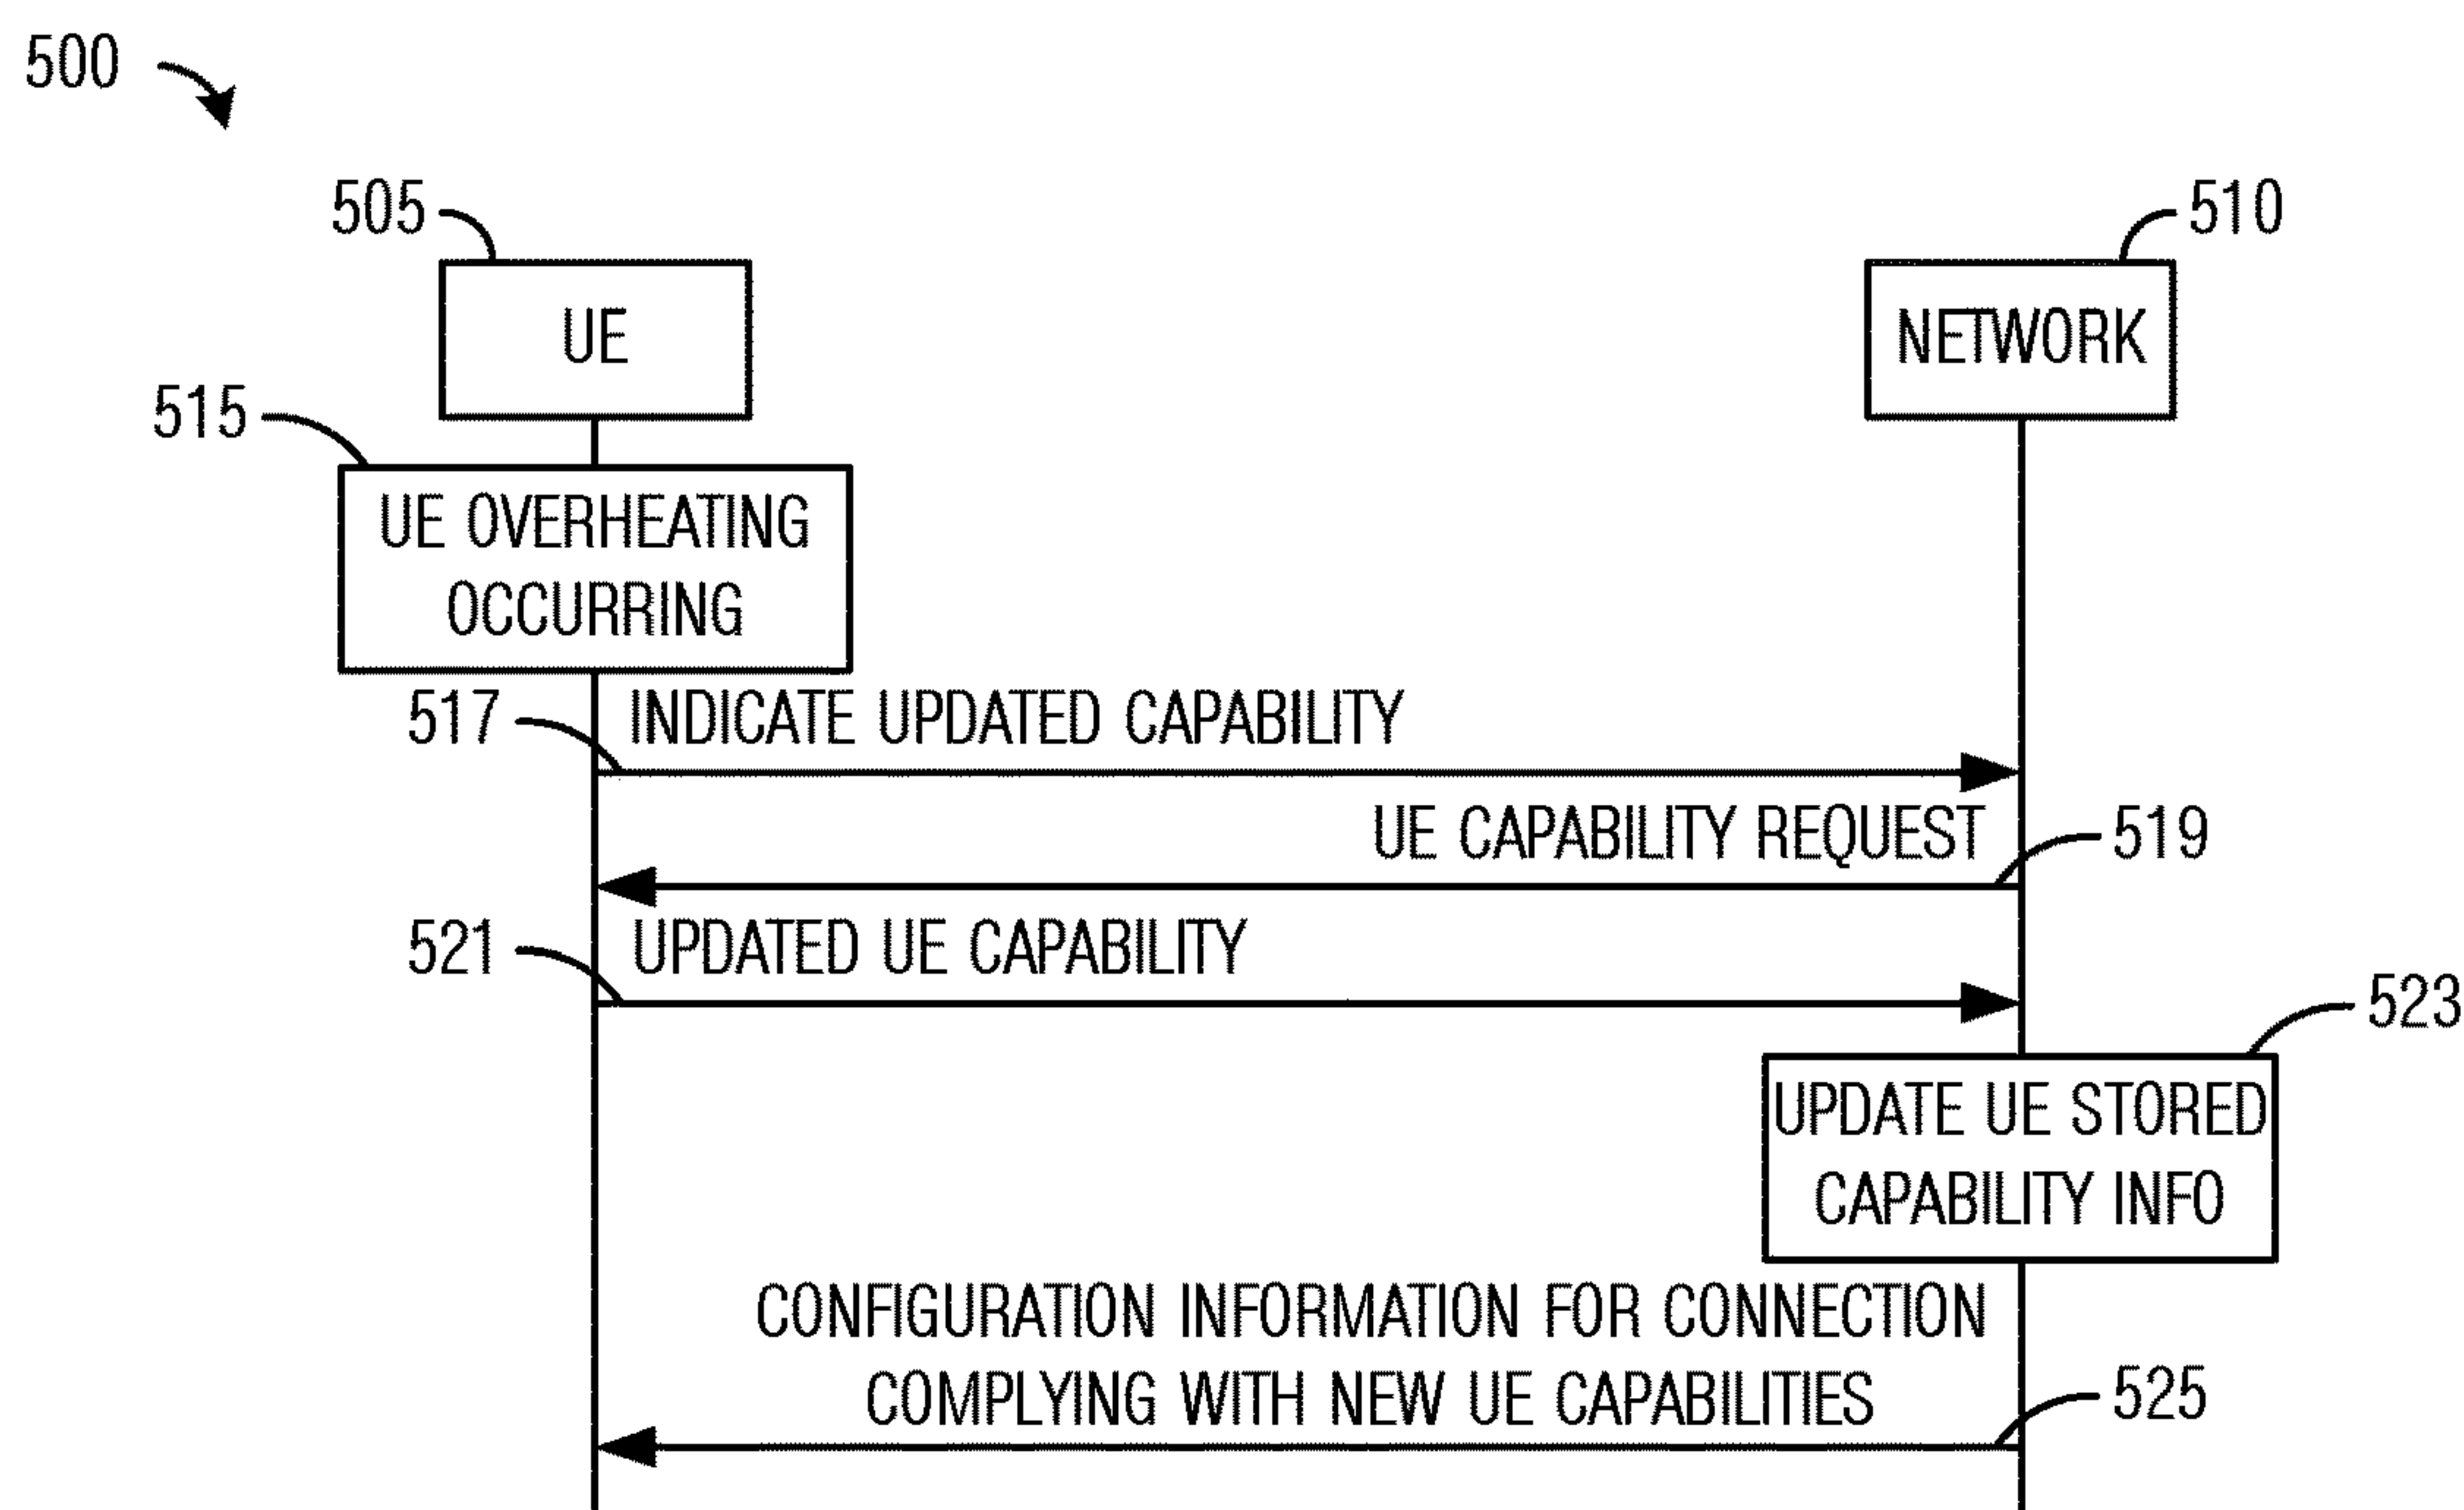 500
505
510
UE
NETWORK
515
UE OVERHEATING
OCCURRING
517
INDICATE UPDATED CAPABILITY
UE CAPABILITY REQUEST
519
521
UPDATED UE CAPABILITY
523
UPDATE UE STORED
CAPABILITY INFO
CONFIGURATION INFORMATION FOR CONNECTION
COMPLYING WITH NEW UE CAPABILITIES
525